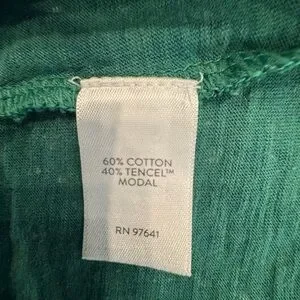 60% COTTON
40% TENCEL™
MODAL
RN 97641